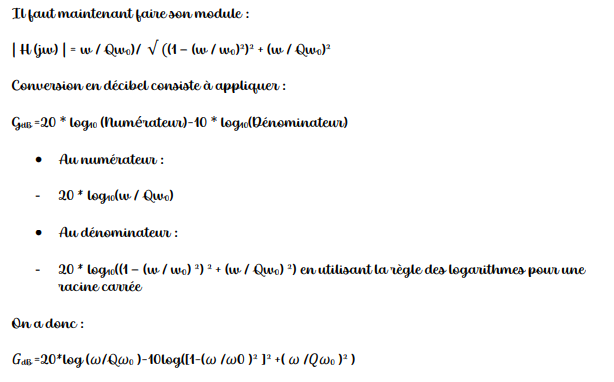 Il faut maintenant faire son module :
| H (jw) | = w / Qw₀)/ √ ((1 – (w / w₀)²)² + (w / Qw₀)²
Conversion en décibel consiste à appliquer :
G_dB =20 * log₁₀ (Numérateur)-10 * log₁₀(Dénominateur)
• Au numérateur :
- 20 * log₁₀(w / Qw₀)
• Au dénominateur :
- 20 * log₁₀((1 – (w / w₀) ²) ² + (w / Qw₀) ²) en utilisant la règle des logarithmes pour une
racine carrée
On a donc :
G_dB =20*log (ω/Qω₀ )-10log([1-(ω /ω0 )² ]² +( ω /Qω₀ )² )